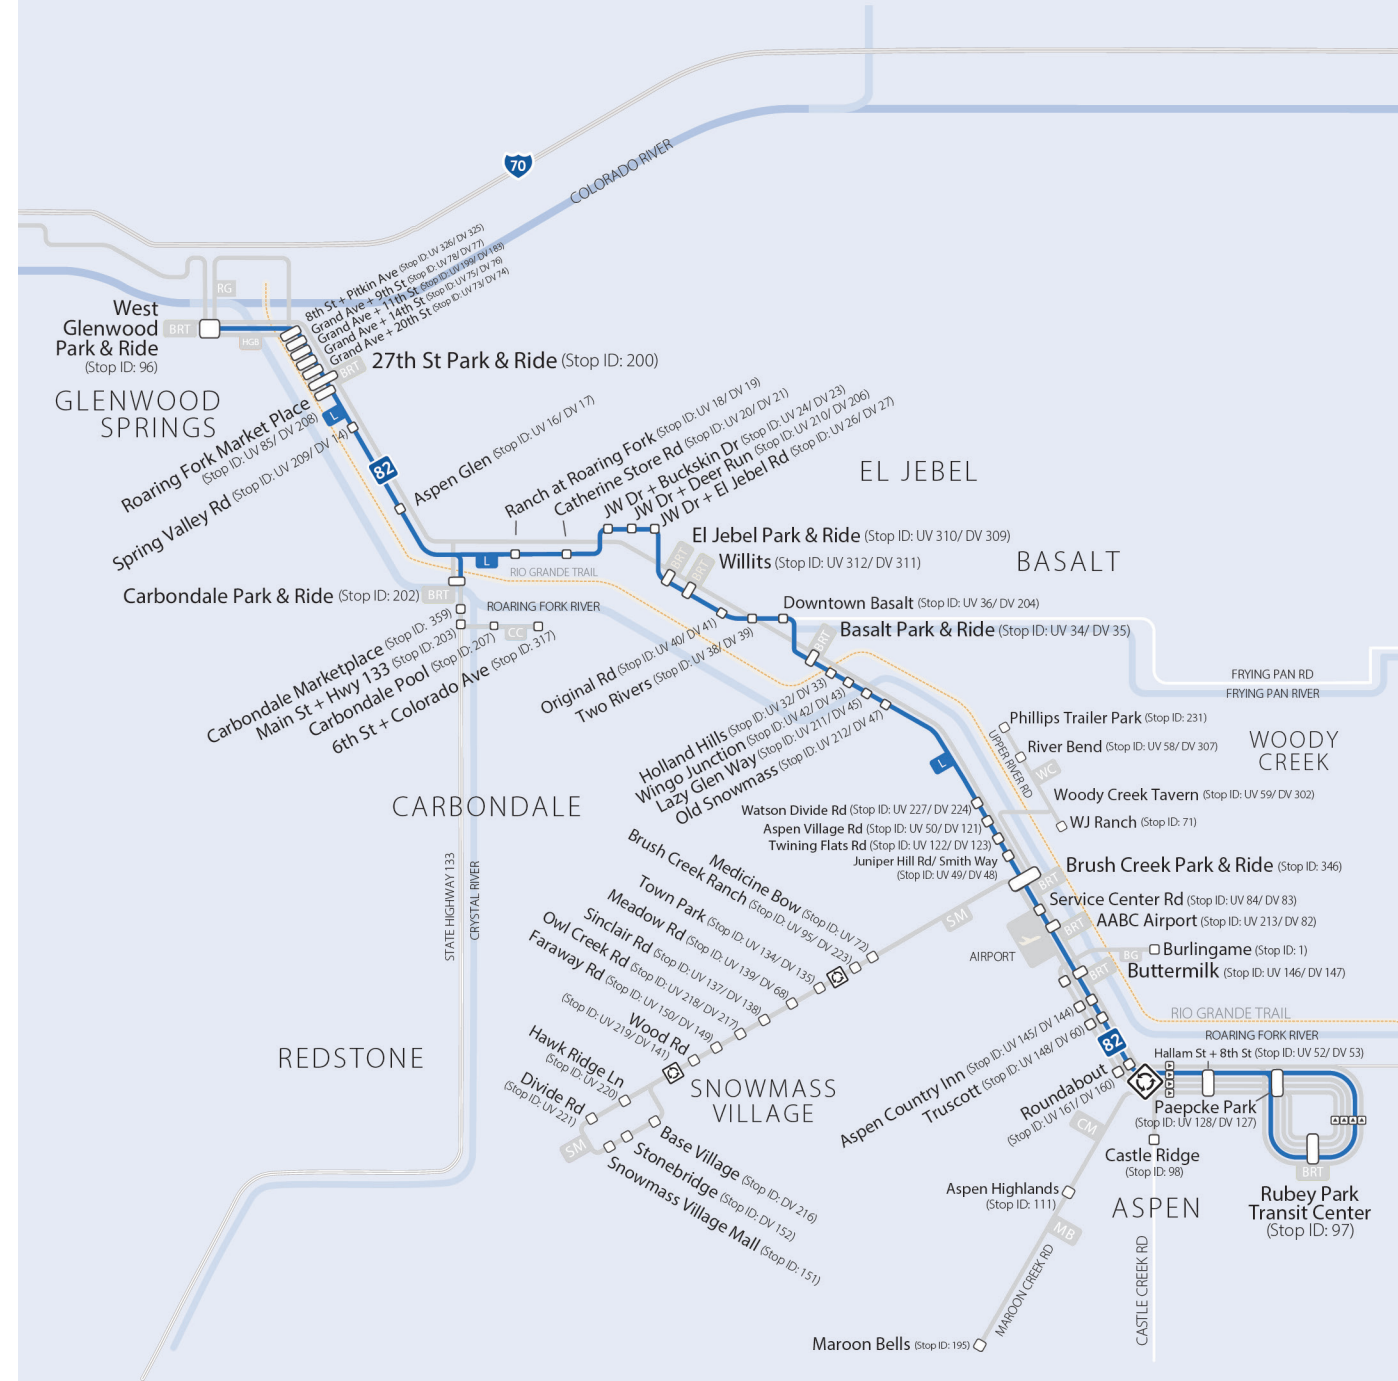 70
COLORADO RIVER
RG
8th St + Pitkin Ave (Stop ID: UV 326/ DV 325)
Grand Ave + 9th St (Stop ID: UV 78/ DV 77)
Grand Ave + 11th St (Stop ID: UV 199/ DV 183)
Grand Ave + 14th St (Stop ID: UV 75/ DV 76)
Grand Ave + 20th St (Stop ID: UV 73/ DV 74)
West
Glenwood
Park & Ride
(Stop ID: 96)
BRT
HGB
BRT
27th St Park & Ride (Stop ID: 200)
GLENWOOD
SPRINGS
Roaring Fork Market Place
(Stop ID: UV 85/ DV 208)
L
Spring Valley Rd (Stop ID: UV 209/ DV 14)
82
Aspen Glen (Stop ID: UV 16/ DV 17)
Ranch at Roaring Fork (Stop ID: UV 18/ DV 19)
Catherine Store Rd (Stop ID: UV 20/ DV 21)
JW Dr + Buckskin Dr (Stop ID: UV 24/ DV 23)
JW Dr + Deer Run (Stop ID: UV 210/ DV 206)
JW Dr + El Jebel Rd (Stop ID: UV 26/ DV 27)
EL JEBEL
El Jebel Park & Ride (Stop ID: UV 310/ DV 309)
BRT
BRT
Willits (Stop ID: UV 312/ DV 311)
BASALT
L
RIO GRANDE TRAIL
Carbondale Park & Ride (Stop ID: 202)
BRT
ROARING FORK RIVER
CC
Carbondale Marketplace (Stop ID: 359)
Main St + Hwy 133 (Stop ID: 203)
Carbondale Pool (Stop ID: 207)
6th St + Colorado Ave (Stop ID: 317)
Downtown Basalt (Stop ID: UV 36/ DV 204)
BRT
Basalt Park & Ride (Stop ID: UV 34/ DV 35)
Original Rd (Stop ID: UV 40/ DV 41)
Two Rivers (Stop ID: UV 38/ DV 39)
FRYING PAN RD
FRYING PAN RIVER
Holland Hills (Stop ID: UV 32/ DV 33)
Wingo Junction (Stop ID: UV 42/ DV 43)
Lazy Glen Way (Stop ID: UV 211/ DV 45)
Old Snowmass (Stop ID: UV 212/ DV 47)
L
Phillips Trailer Park (Stop ID: 231)
River Bend (Stop ID: UV 58/ DV 307)
UPPER RIVER RD
WC
WOODY
CREEK
Woody Creek Tavern (Stop ID: UV 59/ DV 302)
WJ Ranch (Stop ID: 71)
CARBONDALE
Watson Divide Rd (Stop ID: UV 227/ DV 224)
Aspen Village Rd (Stop ID: UV 50/ DV 121)
Twining Flats Rd (Stop ID: UV 122/ DV 123)
Juniper Hill Rd/ Smith Way
(Stop ID: UV 49/ DV 48)
STATE HIGHWAY 133
CRYSTAL RIVER
Brush Creek Park & Ride (Stop ID: 346)
BRT
Service Center Rd (Stop ID: UV 84/ DV 83)
AABC Airport (Stop ID: UV 213/ DV 82)
BRT
AIRPORT
SM
Burlingame (Stop ID: 1)
BG
BRT
Buttermilk (Stop ID: UV 146/ DV 147)
Medicine Bow (Stop ID: UV 72)
Brush Creek Ranch (Stop ID: UV 95/ DV 223)
Town Park (Stop ID: UV 134/ DV 135)
Meadow Rd (Stop ID: UV 139/ DV 68)
Sinclair Rd (Stop ID: UV 137/ DV 138)
Owl Creek Rd (Stop ID: UV 218/ DV 217)
Faraway Rd (Stop ID: UV 150/ DV 149)
Wood Rd
(Stop ID: UV 219/ DV 141)
Hawk Ridge Ln
(Stop ID: UV 220)
Divide Rd
(Stop ID: UV 221)
SM
REDSTONE
SNOWMASS
VILLAGE
Base Village (Stop ID: DV 216)
Stonebridge (Stop ID: DV 152)
Snowmass Village Mall (Stop ID: 151)
RIO GRANDE TRAIL
ROARING FORK RIVER
Aspen Country Inn (Stop ID: UV 145/ DV 144)
Truscott (Stop ID: UV 148/ DV 60)
82
Roundabout
(Stop ID: UV 161/ DV 160)
Hallam St + 8th St (Stop ID: UV 52/ DV 53)
Paepcke Park
(Stop ID: UV 128/ DV 127)
CM
Castle Ridge
(Stop ID: 98)
BRT
Rubey Park
Transit Center
(Stop ID: 97)
ASPEN
Aspen Highlands
(Stop ID: 111)
MB
MAROON CREEK RD
CASTLE CREEK RD
Maroon Bells (Stop ID: 195)